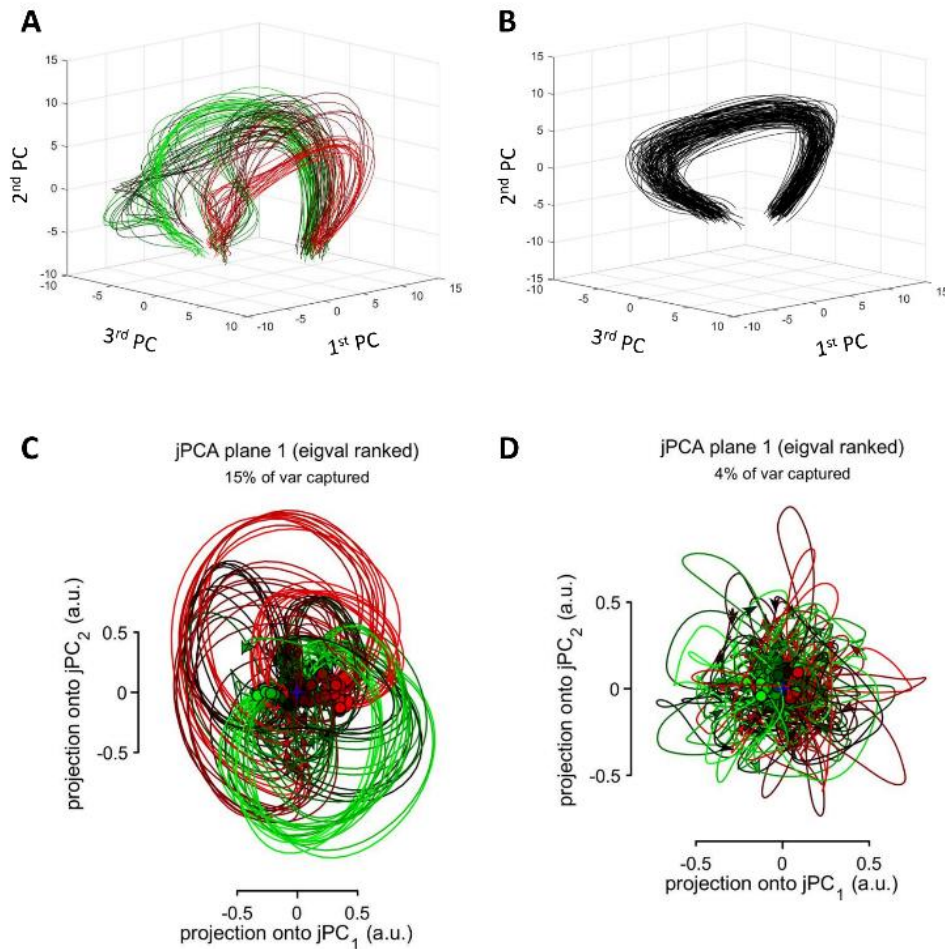 A
15
10
5
0
-5
-10
-10
-5
0
5
10
-10
-5
0
5
10
15
2nd PC
3rd PC
1st PC
B
15
10
5
0
-5
-10
-15
-10
-5
0
5
10
-10
-5
0
5
10
15
2nd PC
3rd PC
1st PC
C
jPCA plane 1 (eigval ranked)
15% of var captured
projection onto jPC2 (a.u.)
0.5
0
-0.5
-0.5
0
0.5
projection onto jPC1 (a.u.)
D
jPCA plane 1 (eigval ranked)
4% of var captured
projection onto jPC2 (a.u.)
0.5
0
-0.5
-0.5
0
0.5
projection onto jPC1 (a.u.)